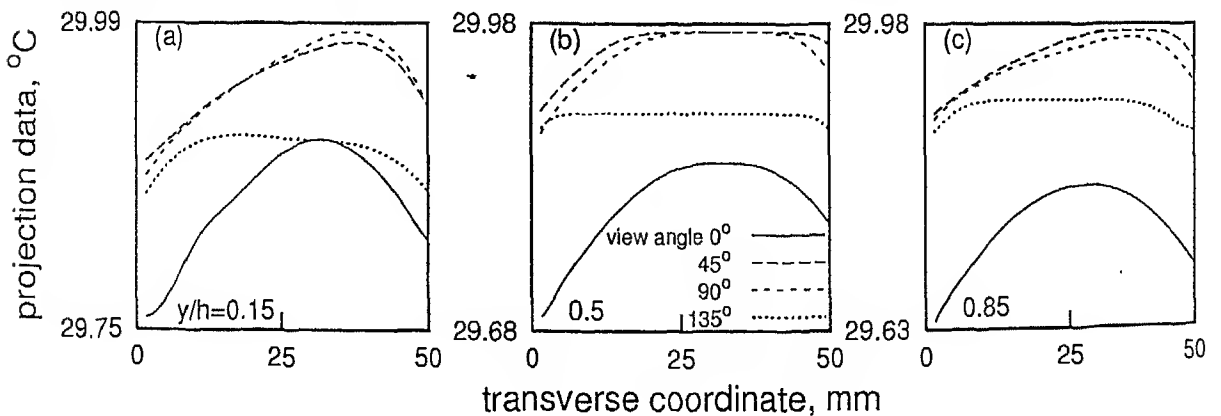 projection data, °C
29.99
29.75
(a)
y/h=0.15
0
25
50
29.98
29.68
(b)
view angle 0°
45°
90°
135°
0.5
0
25
50
29.98
29.63
(c)
0.85
0
25
50
transverse coordinate, mm